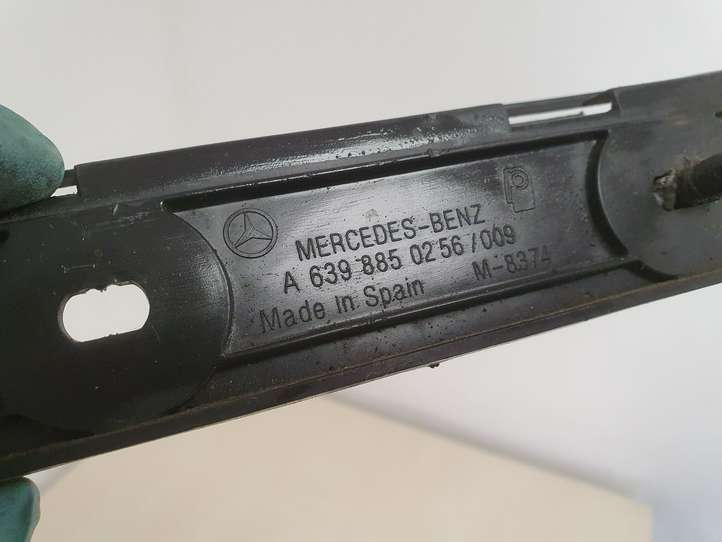 MERCEDES-BENZ
A 639 885 02 56 / 009
Made in Spain M-8374